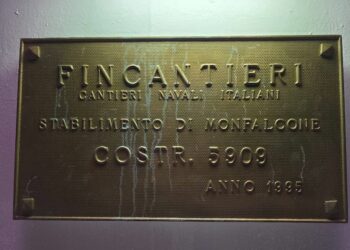 FINCANTIERI
CANTIERI NAVALI ITALIANI
STABILIMENTO DI MONFALCONE
COSTR. 5909
ANNO 1995